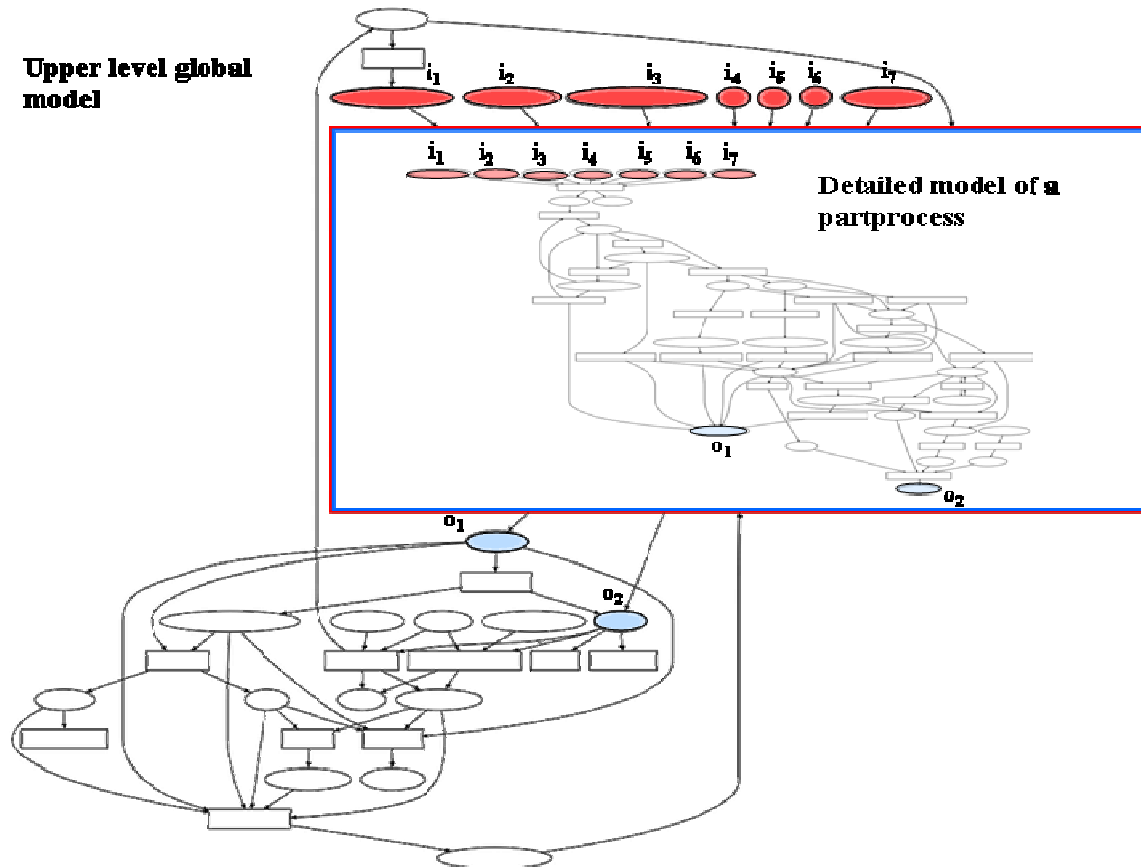 Upper level global
model
i1 i2 i3 i4 i5 i6 i7
i1 i2 i3 i4 i5 i6 i7
Detailed model of a
partprocess
o1
o2
o1
o2